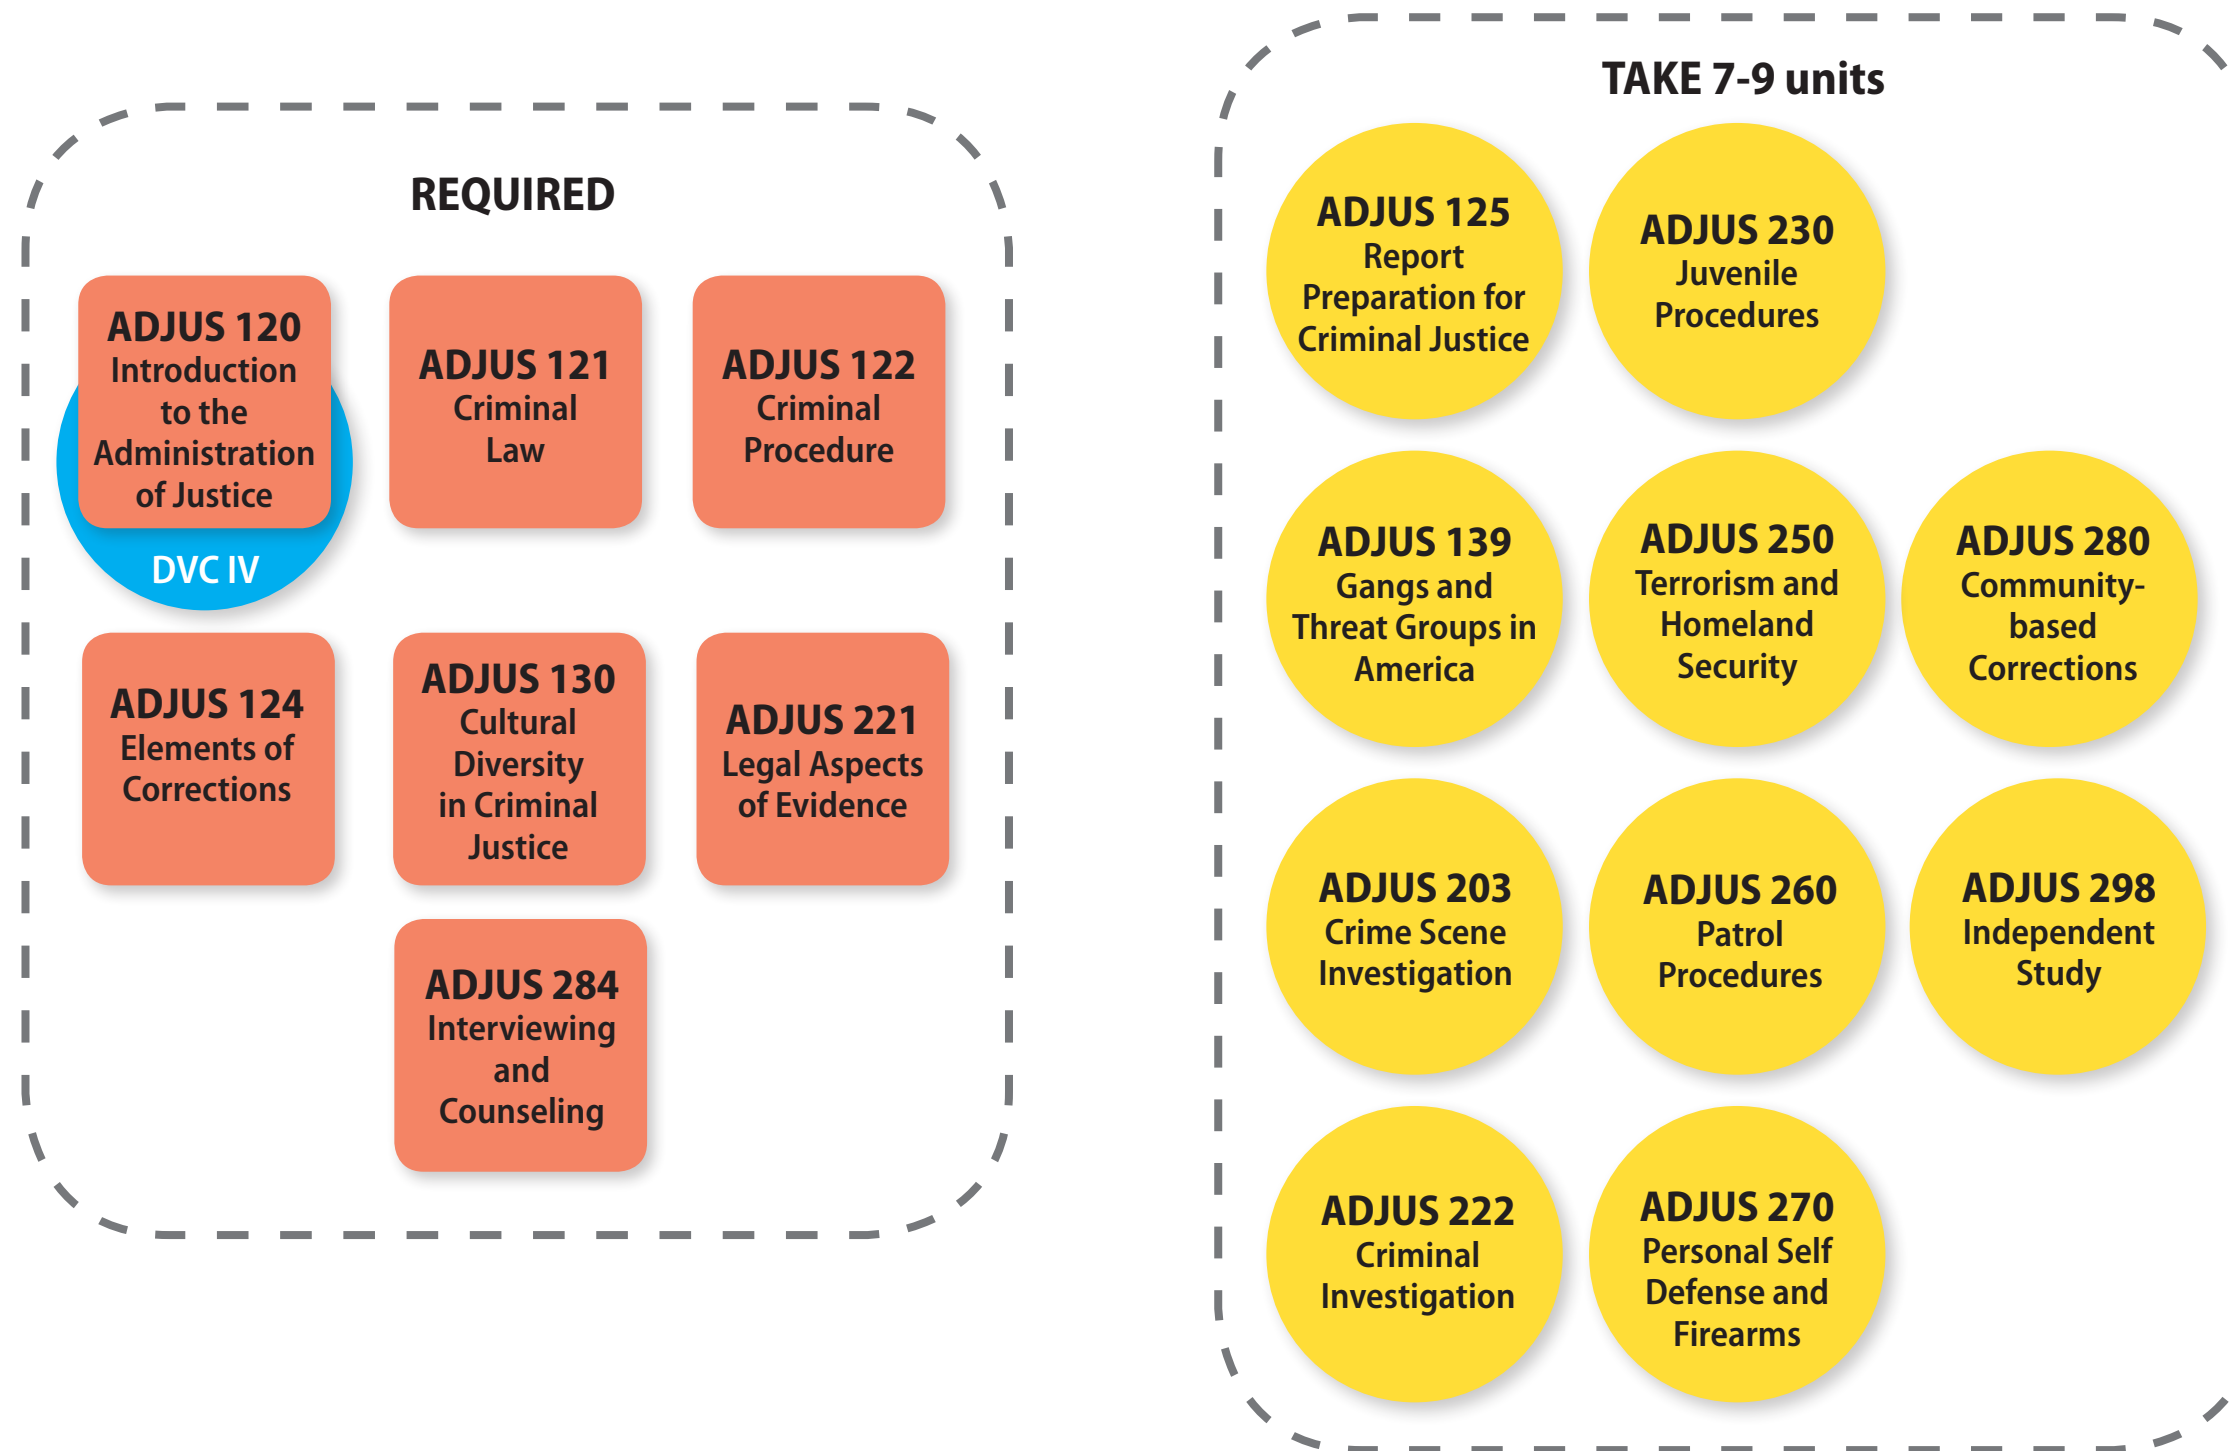 REQUIRED
ADJUS 120
Introduction
to the
Administration
of Justice
DVC IV
ADJUS 121
Criminal
Law
ADJUS 122
Criminal
Procedure
ADJUS 124
Elements of
Corrections
ADJUS 130
Cultural
Diversity
in Criminal
Justice
ADJUS 221
Legal Aspects
of Evidence
ADJUS 284
Interviewing
and
Counseling
TAKE 7-9 units
ADJUS 125
Report
Preparation for
Criminal Justice
ADJUS 230
Juvenile
Procedures
ADJUS 139
Gangs and
Threat Groups in
America
ADJUS 250
Terrorism and
Homeland
Security
ADJUS 280
Community-
based
Corrections
ADJUS 203
Crime Scene
Investigation
ADJUS 260
Patrol
Procedures
ADJUS 298
Independent
Study
ADJUS 222
Criminal
Investigation
ADJUS 270
Personal Self
Defense and
Firearms